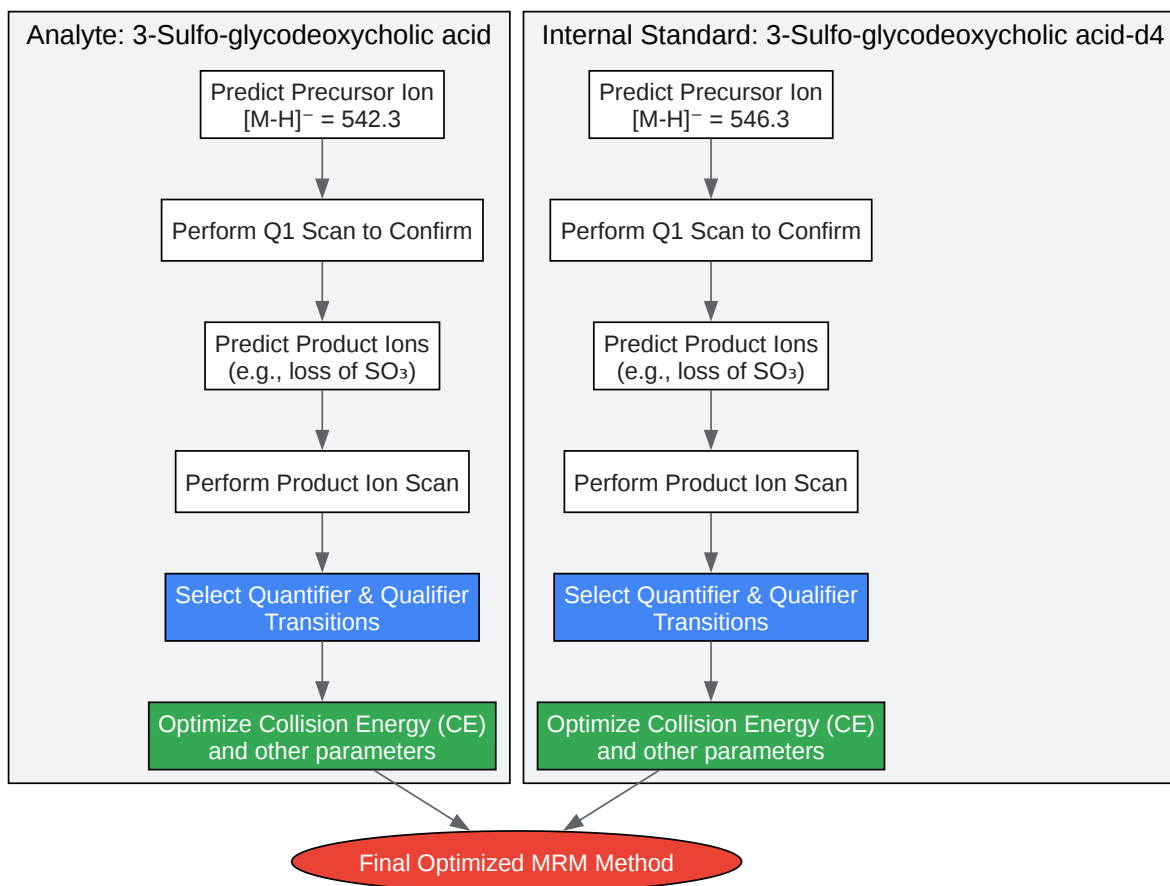 Analyte: 3-Sulfo-glycodeoxycholic acid
Predict Precursor Ion
[M-H]⁻ = 542.3
Perform Q1 Scan to Confirm
Predict Product Ions
(e.g., loss of SO₃)
Perform Product Ion Scan
Select Quantifier & Qualifier
Transitions
Optimize Collision Energy (CE)
and other parameters
Internal Standard: 3-Sulfo-glycodeoxycholic acid-d4
Predict Precursor Ion
[M-H]⁻ = 546.3
Perform Q1 Scan to Confirm
Predict Product Ions
(e.g., loss of SO₃)
Perform Product Ion Scan
Select Quantifier & Qualifier
Transitions
Optimize Collision Energy (CE)
and other parameters
Final Optimized MRM Method